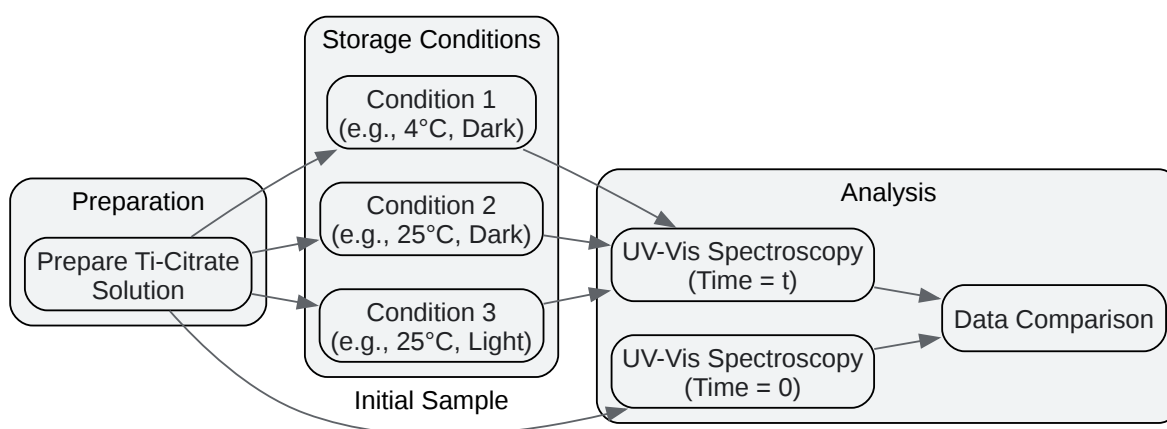 Storage Conditions
Condition 1
(e.g., 4°C, Dark)
Preparation
Analysis
Condition 2
(e.g., 25°C, Dark)
Prepare Ti-Citrate
Solution
UV-Vis Spectroscopy
(Time = t)
Condition 3
(e.g., 25°C, Light)
Data Comparison
UV-Vis Spectroscopy
(Time = 0)
Initial Sample